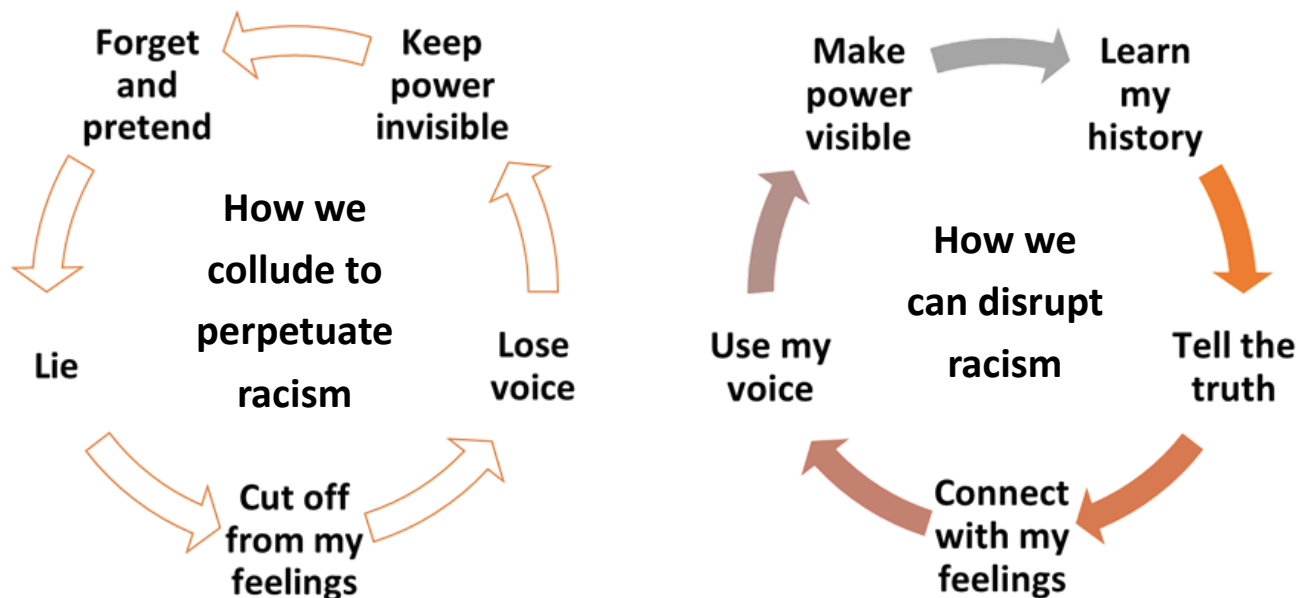 Forget
and
pretend
Keep
power
invisible
How we
collude to
perpetuate
racism
Lie
Lose
voice
Cut off
from my
feelings
Make
power
visible
Learn
my
history
How we
can disrupt
racism
Use my
voice
Tell the
truth
Connect
with my
feelings